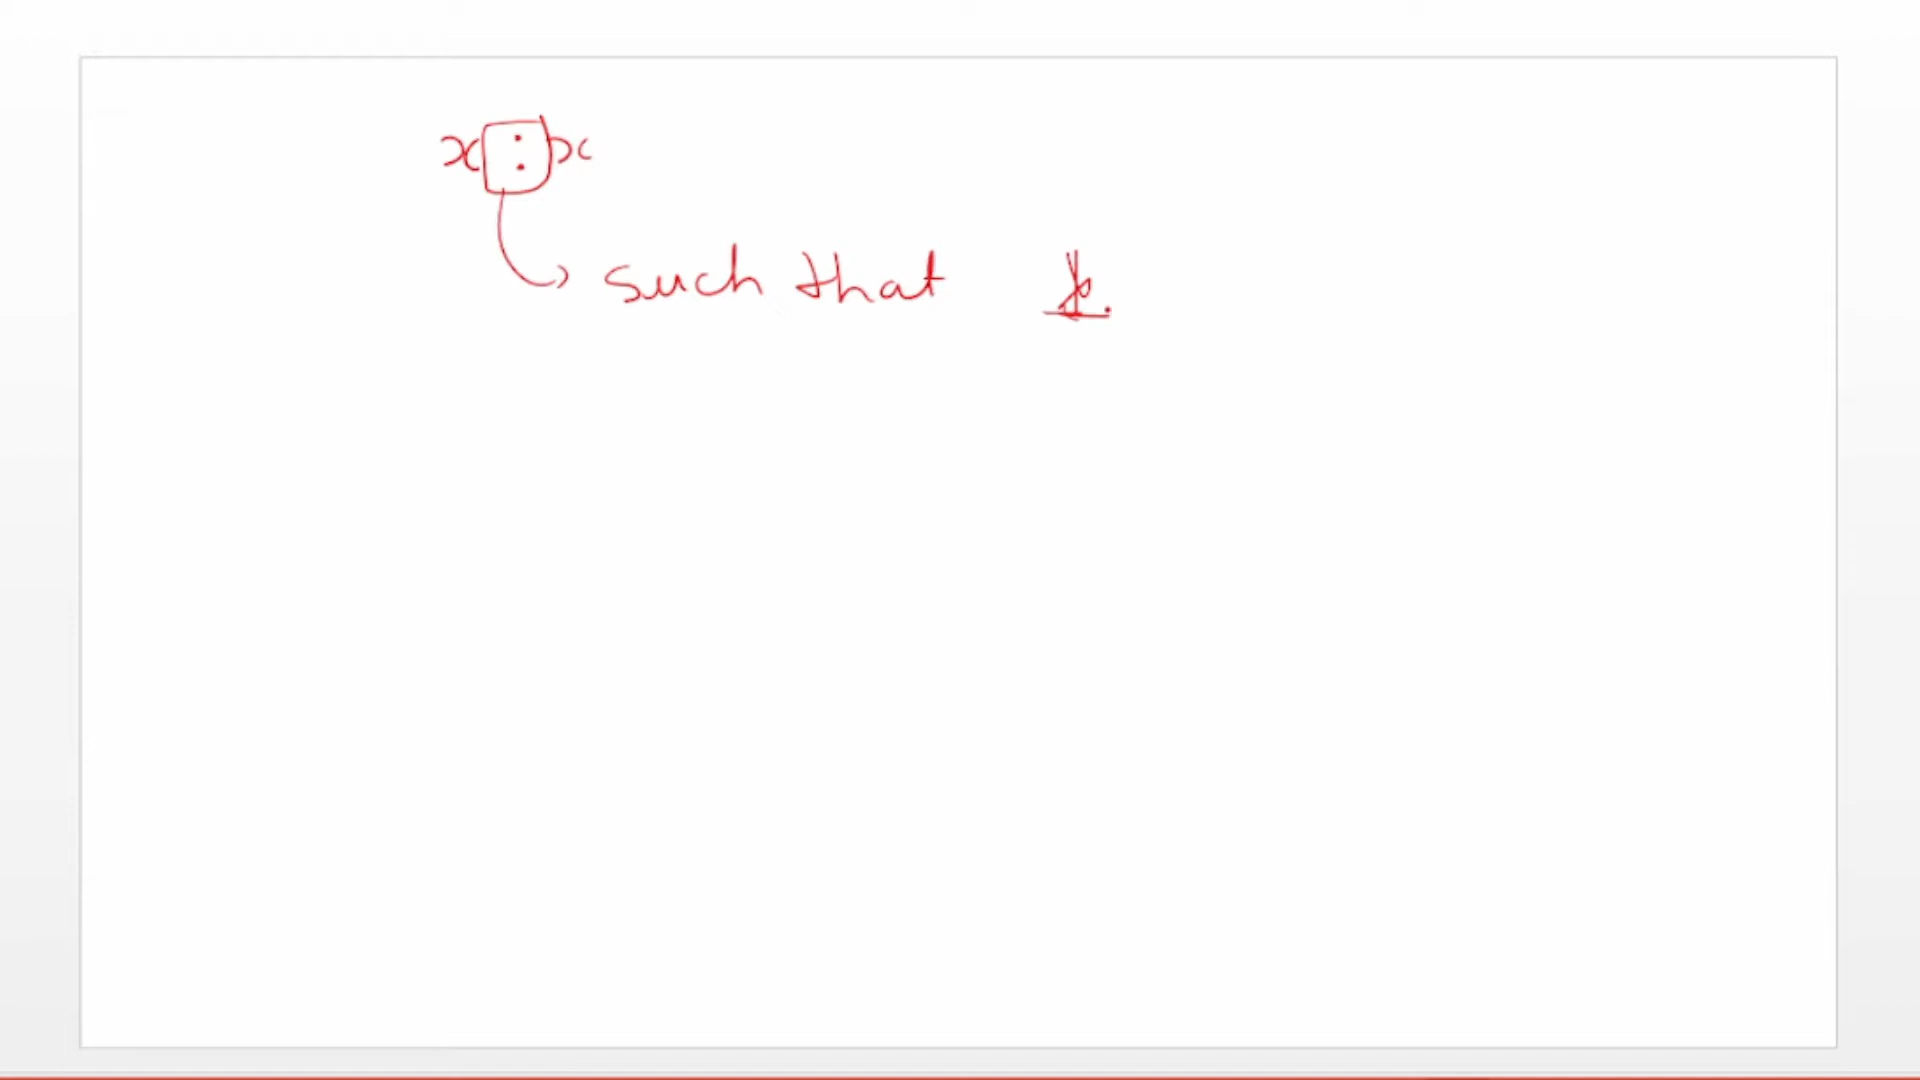 x : x
such that